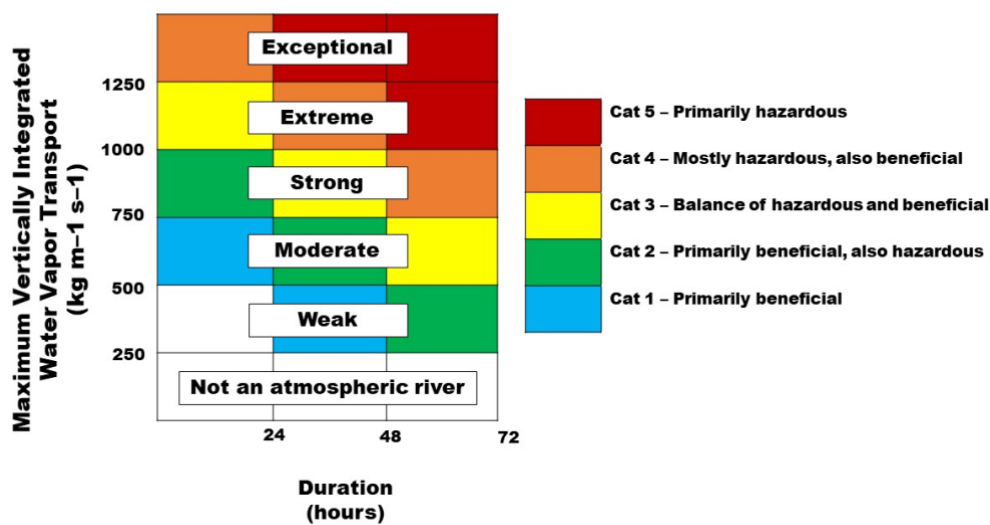 Maximum Vertically Integrated
Water Vapor Transport
(kg m–1 s–1)
1250
1000
750
500
250
Exceptional
Extreme
Strong
Moderate
Weak
Not an atmospheric river
24
48
72
Duration
(hours)
Cat 5 – Primarily hazardous
Cat 4 – Mostly hazardous, also beneficial
Cat 3 – Balance of hazardous and beneficial
Cat 2 – Primarily beneficial, also hazardous
Cat 1 – Primarily beneficial